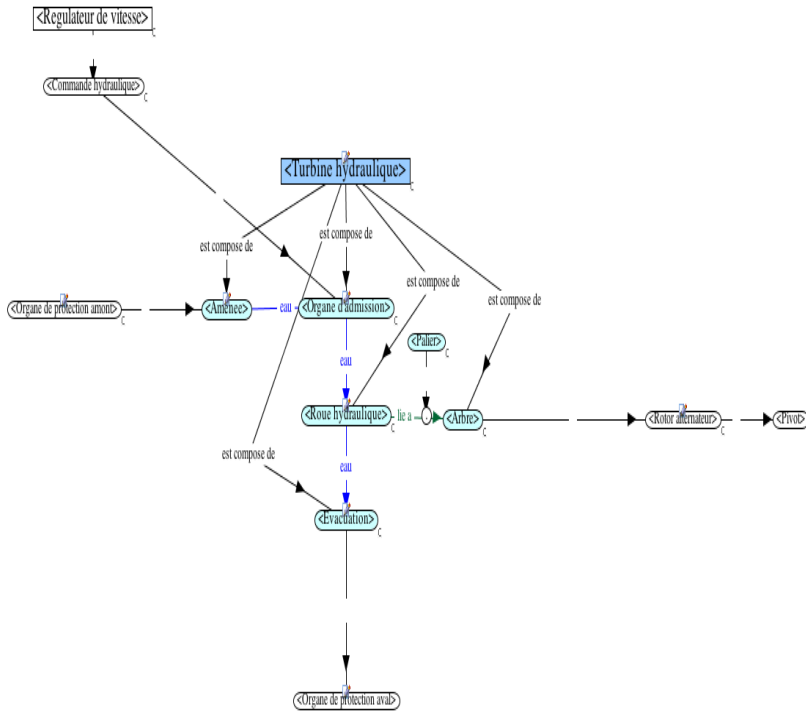 <Regulateur de vitesse>
C
<Commande hydraulique>
C
<Turbine hydraulique>
C
est compose de
est compose de
est compose de
est compose de
<Organe de protection amont>
C
<Amenee>
eau
<Organe d'admission>
C
eau
<Palier>
C
<Roue hydraulique>
C
lie a
<Arbre>
C
<Rotor alternateur>
C
<Pivot>
est compose de
eau
<Evacuation>
C
<Organe de protection aval>